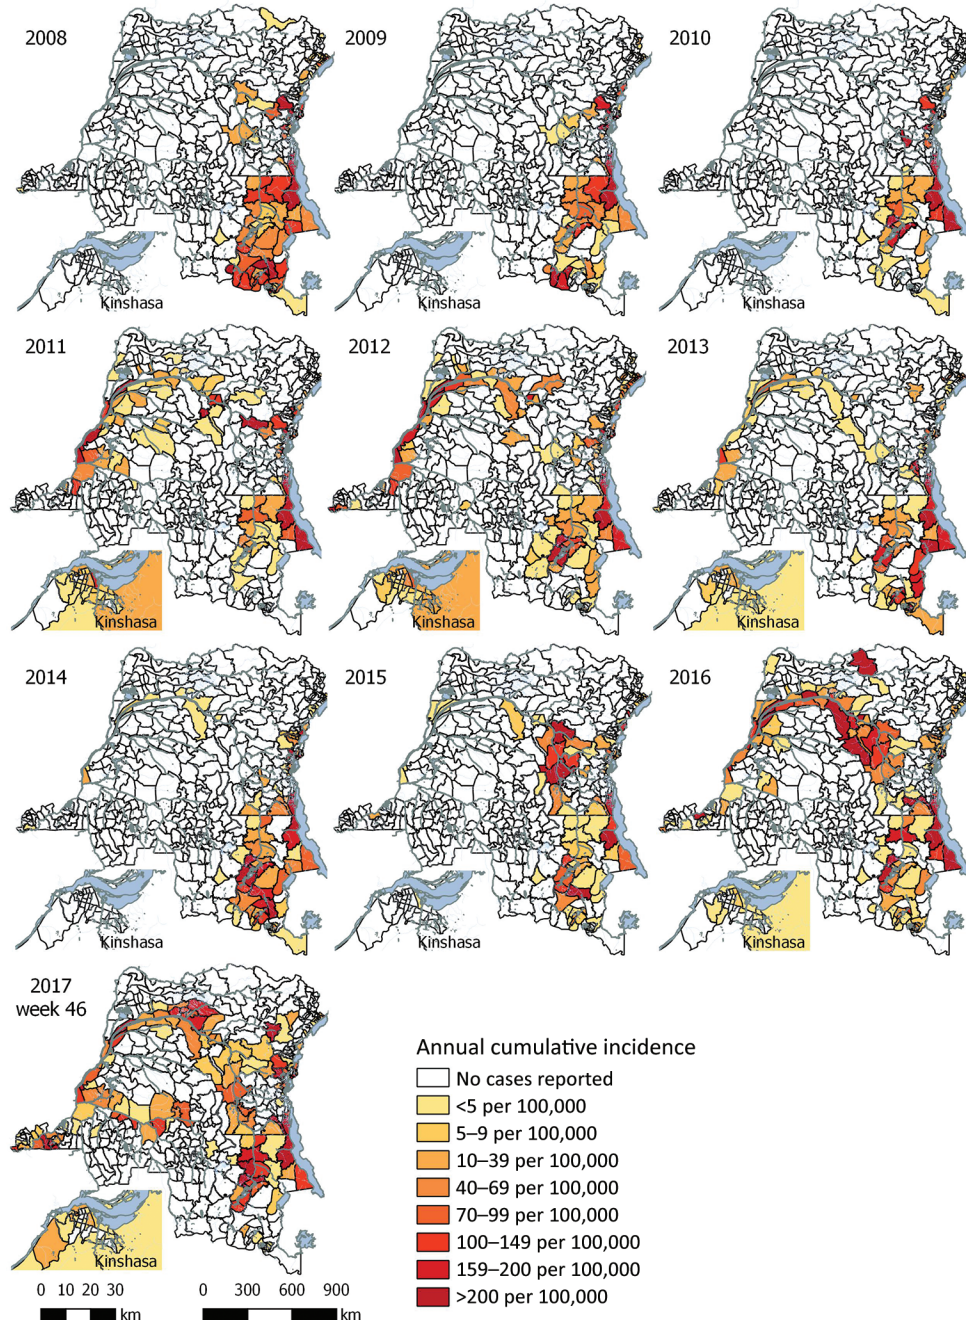 2008
2009
2010
Kinshasa
Kinshasa
Kinshasa
2011
2012
2013
Kinshasa
Kinshasa
Kinshasa
2014
2015
2016
Kinshasa
Kinshasa
Kinshasa
2017
week 46
Kinshasa
0 10 20 30
km
0 300 600 900
km
Annual cumulative incidence
No cases reported
<5 per 100,000
5–9 per 100,000
10–39 per 100,000
40–69 per 100,000
70–99 per 100,000
100–149 per 100,000
159–200 per 100,000
>200 per 100,000